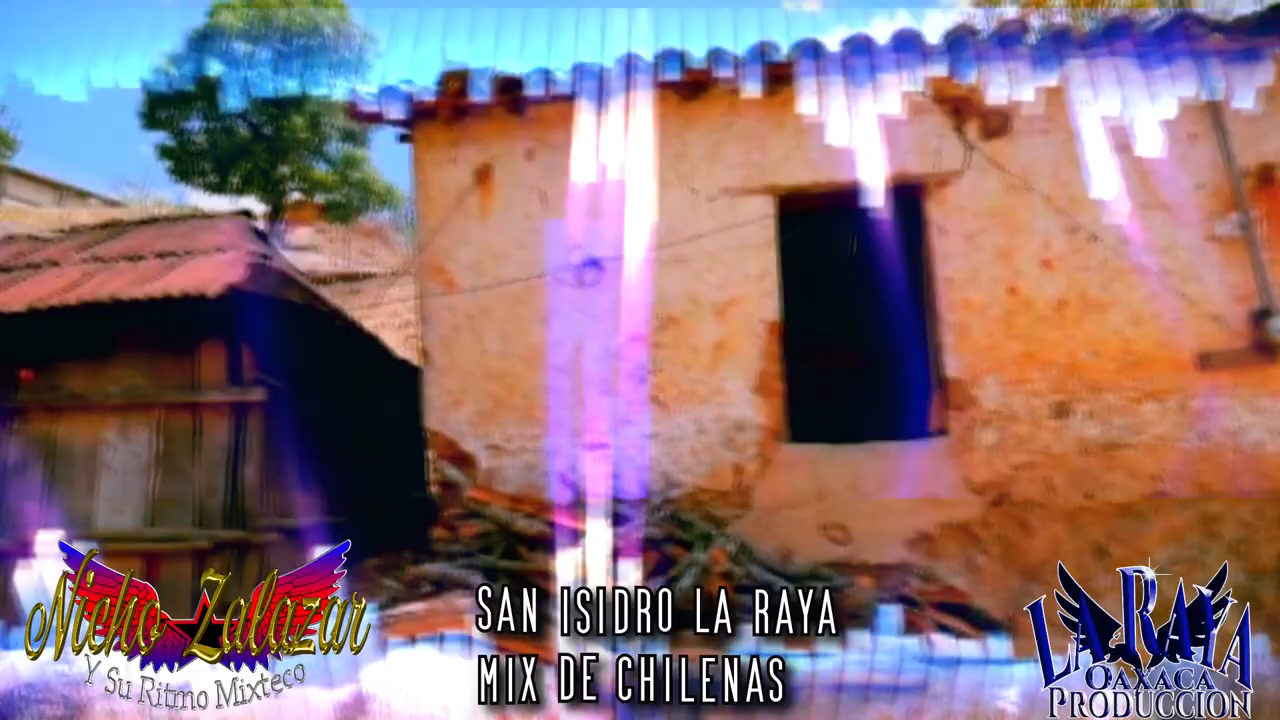 Nicho Zalazar
Y Su Ritmo Mixteco
SAN ISIDRO LA RAYA
MIX DE CHILENAS
LA RAYA
OAXACA
PRODUCCION